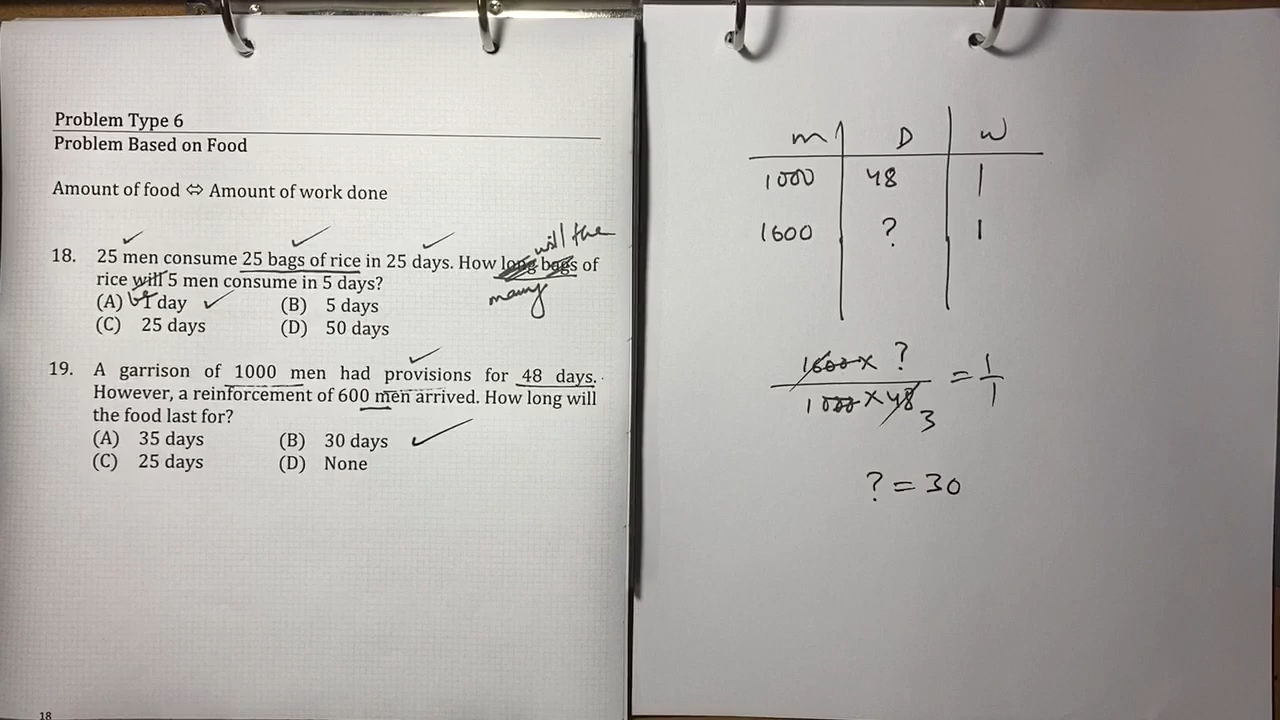 Problem Type 6
Problem Based on Food
Amount of food ⇔ Amount of work done
will the
18. 25 men consume 25 bags of rice in 25 days. How long bags of
many
rice will 5 men consume in 5 days?
(A) 1 day (B) 5 days
(C) 25 days (D) 50 days
19. A garrison of 1000 men had provisions for 48 days.
However, a reinforcement of 600 men arrived. How long will
the food last for?
(A) 35 days (B) 30 days
(C) 25 days (D) None
18
m D W
1000 48 1
1600 ? 1
1600 x ?
1000 x 48 3
= 1/1
? = 30